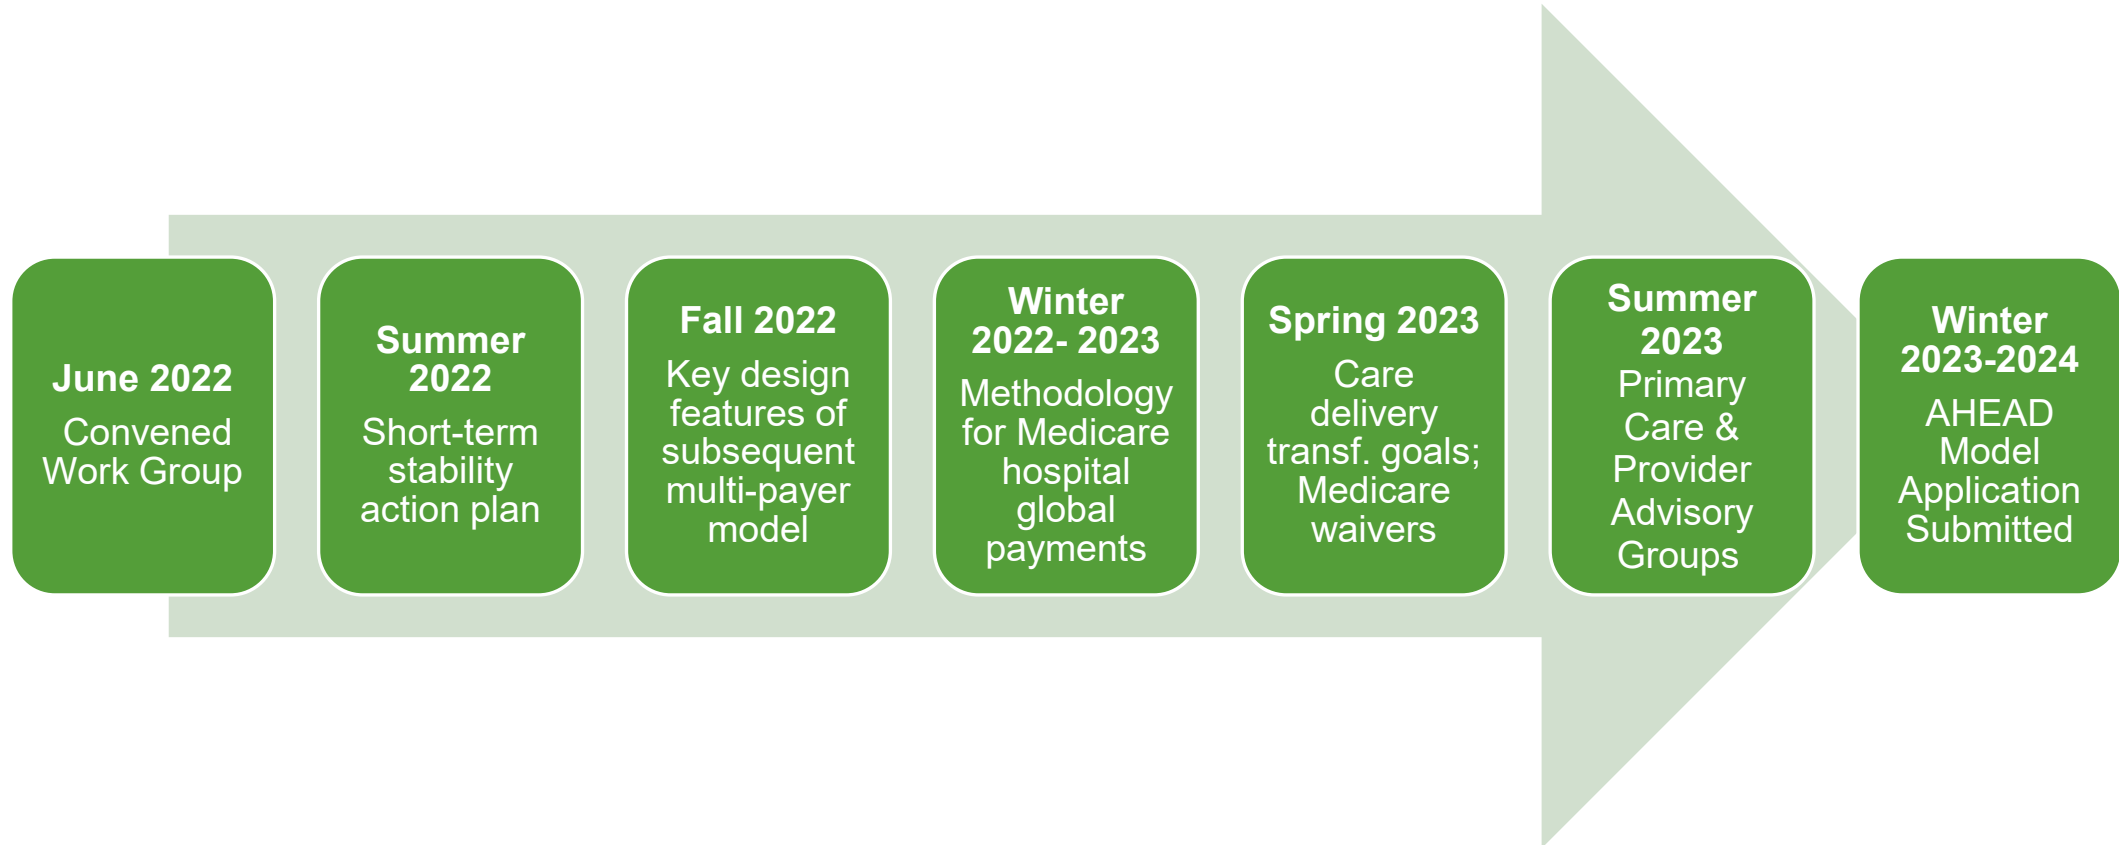 June 2022
Convened
Work Group
Summer
2022
Short-term
stability
action plan
Fall 2022
Key design
features of
subsequent
multi-payer
model
Winter
2022- 2023
Methodology
for Medicare
hospital
global
payments
Spring 2023
Care
delivery
transf. goals;
Medicare
waivers
Summer
2023
Primary
Care &
Provider
Advisory
Groups
Winter
2023-2024
AHEAD
Model
Application
Submitted